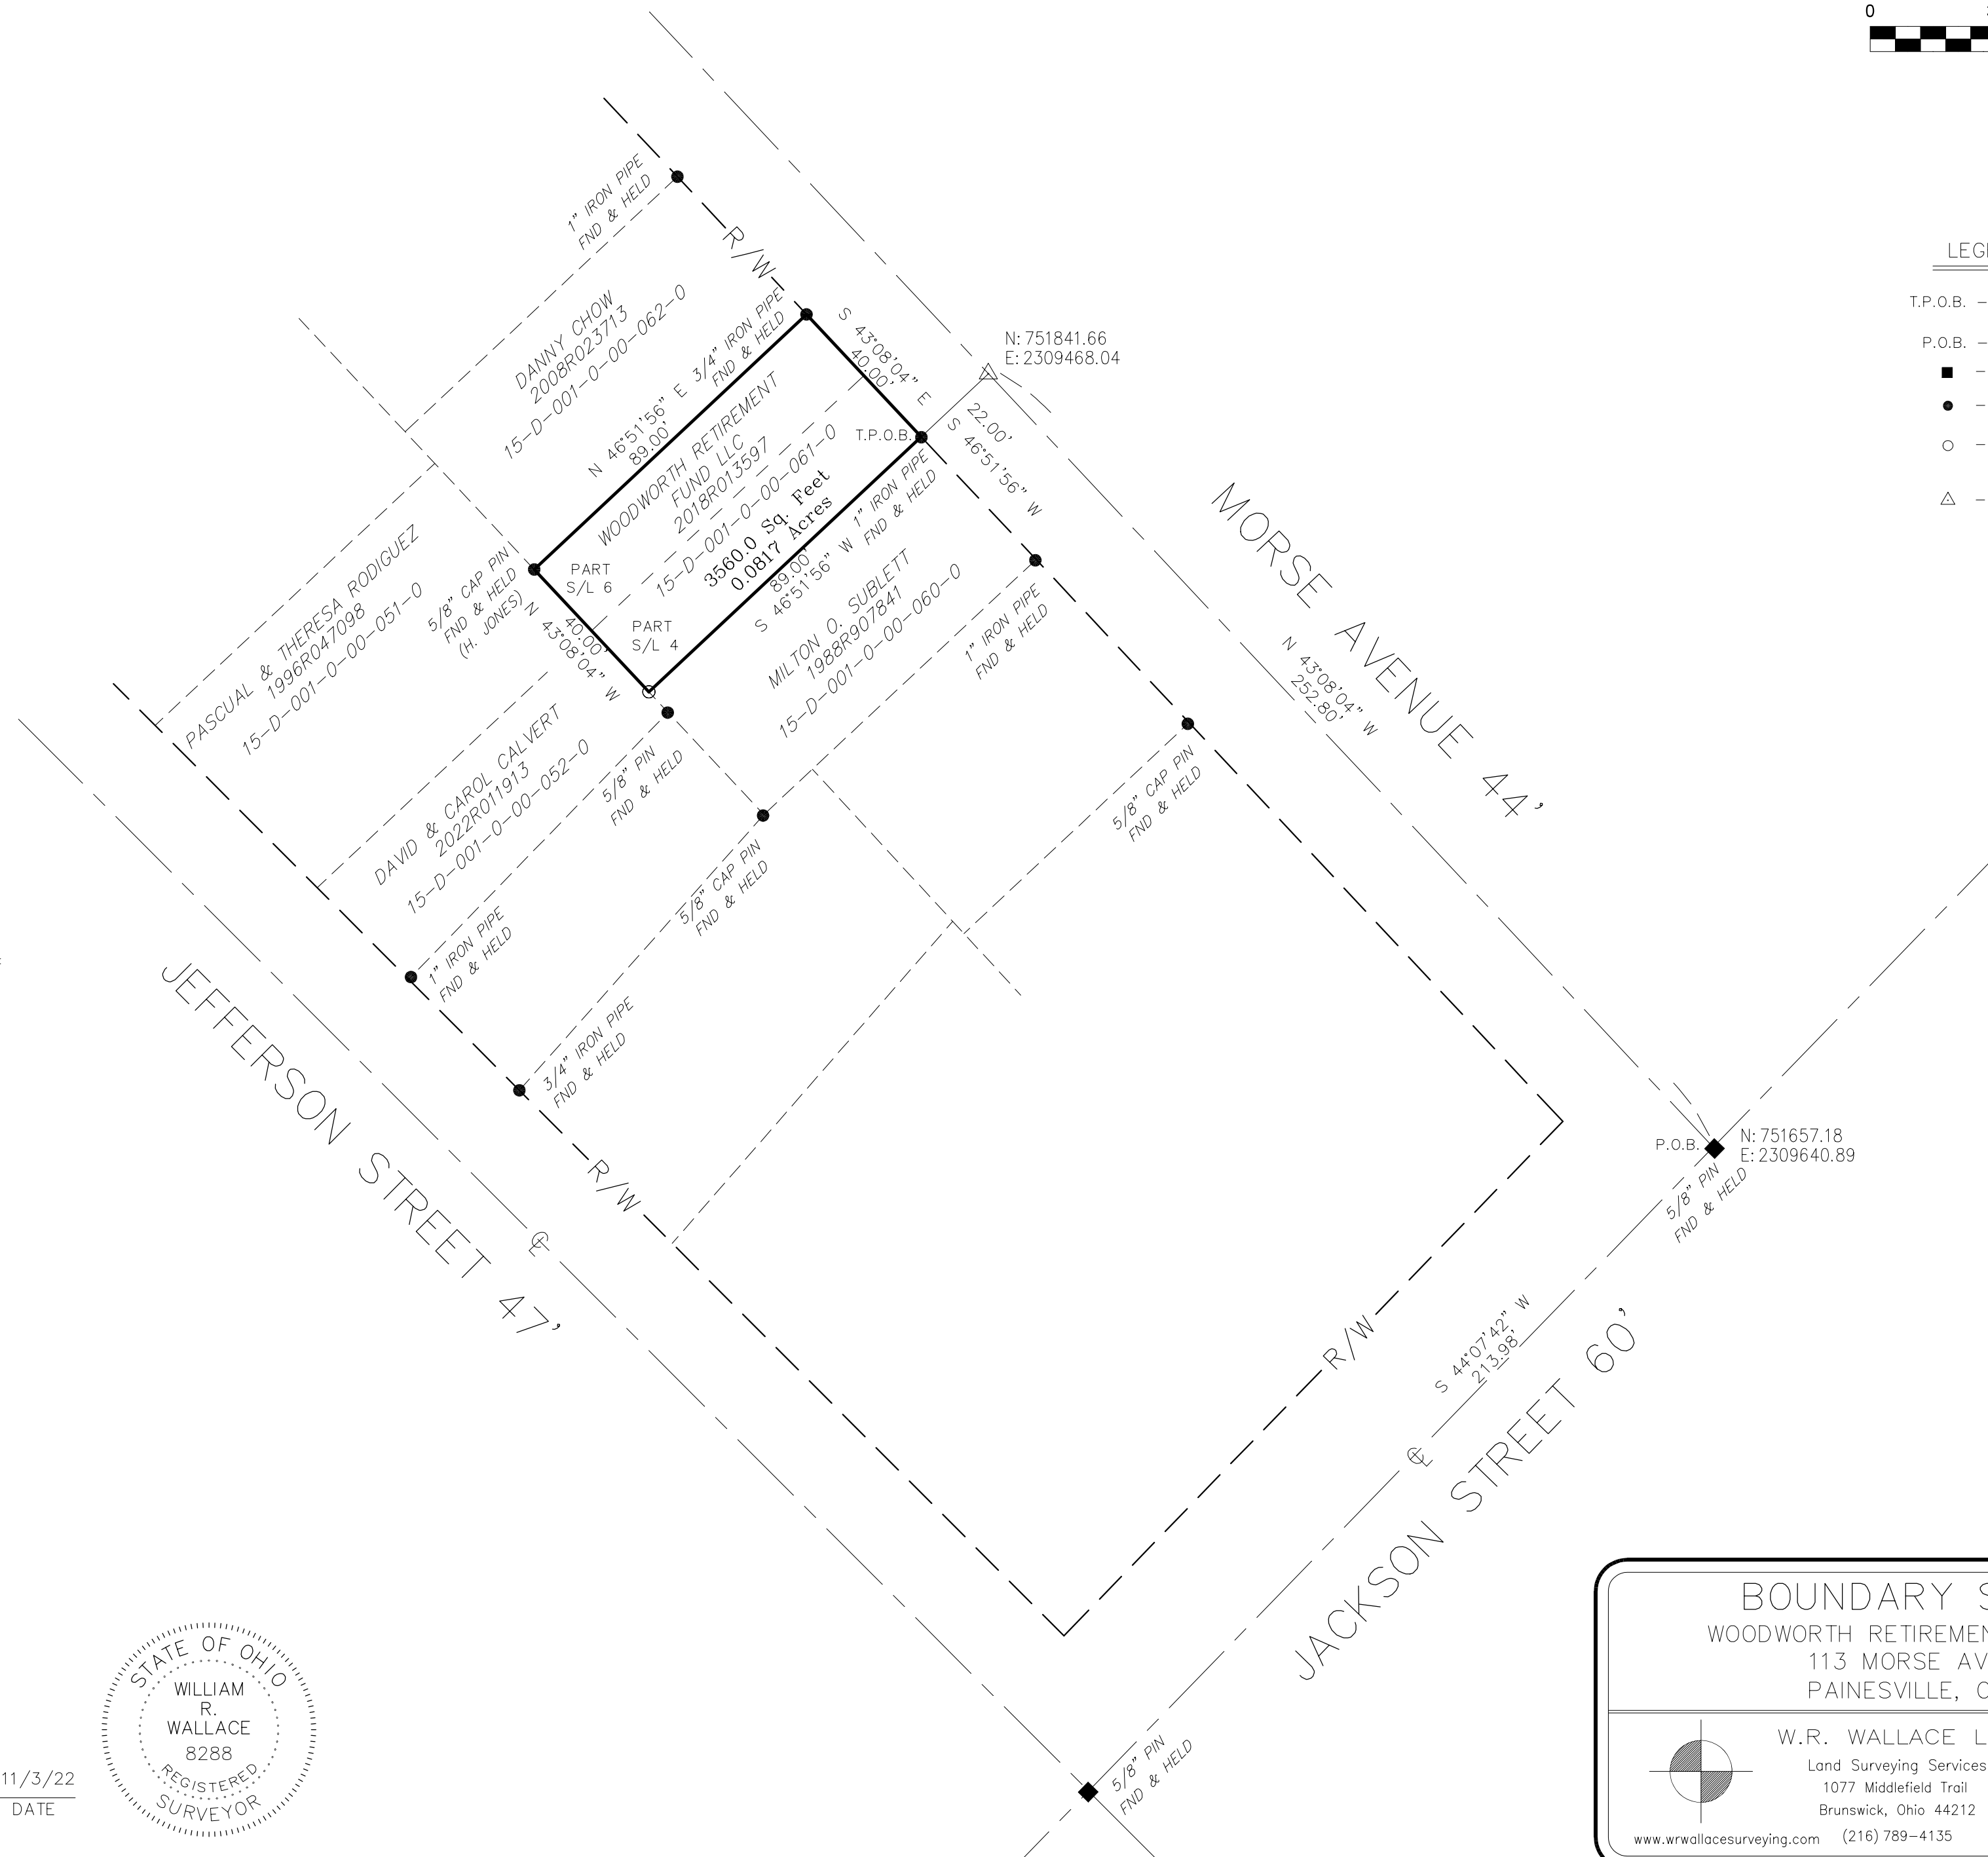 0
1" IRON PIPE
FND & HELD
R/W
DANNY CHOW
2008R023713
15-D-001-0-00-062-0
3/4" IRON PIPE
FND & HELD
S 43°08'04" E
40.00'
N: 751841.66
E: 2309468.04
N 46°51'56" E
89.00'
WOODWORTH RETIREMENT
FUND LLC
2018R013597
15-D-001-0-00-061-0
3560.0 Sq. Feet
0.0817 Acres
T.P.O.B.
22.00'
S 46°51'56" W
1" IRON PIPE
FND & HELD
89.00'
S 46°51'56" W
PART
S/L 6
PART
S/L 4
40.00'
N 43°08'04" W
5/8" CAP PIN
FND & HELD
(H. JONES)
PASCUAL & THERESA RODIGUEZ
1996R047098
15-D-001-0-00-051-0
MILTON O. SUBLETT
1988R907841
15-D-001-0-00-060-0
1" IRON PIPE
FND & HELD
DAVID & CAROL CALVERT
2022R011913
15-D-001-0-00-052-0
5/8" PIN
FND & HELD
5/8" CAP PIN
FND & HELD
5/8" CAP PIN
FND & HELD
1" IRON PIPE
FND & HELD
3/4" IRON PIPE
FND & HELD
MORSE AVENUE 44'
N 43°08'04" W
252.80'
JEFFERSON STREET 47'
R/W
P.O.B.
N: 751657.18
E: 2309640.89
5/8" PIN
FND & HELD
R/W
S 44°07'42" W
213.98'
JACKSON STREET 60'
5/8" PIN
FND & HELD
T.P.O.B. -
P.O.B. -
11/3/22
DATE
STATE OF OHIO
WILLIAM
R.
WALLACE
8288
REGISTERED
SURVEYOR
BOUNDARY
WOODWORTH
113 MORSE
PAINESVILLE,
W.R. WALLACE
Land Surveying Services
1077 Middlefield Trail
Brunswick, Ohio 44212
www.wrwallacesurveying.com (216) 789-4135